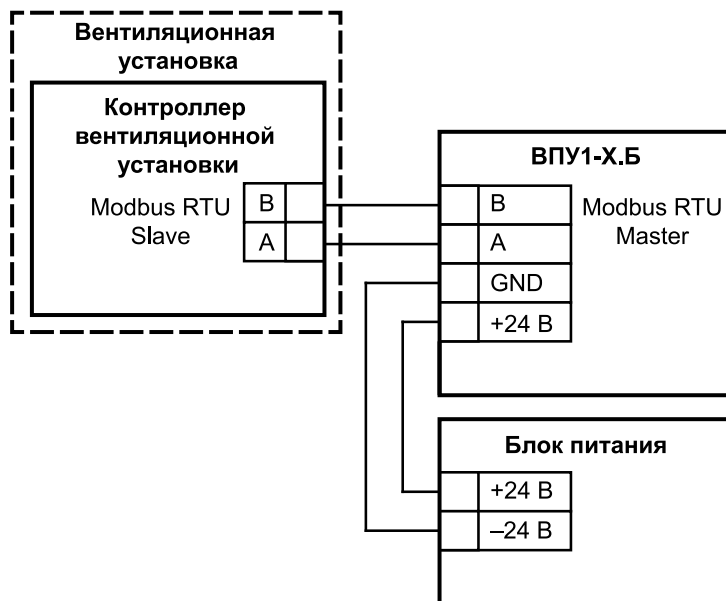 Вентиляционная
установка
Контроллер
вентиляционной
установки
Modbus RTU
Slave
B
A
ВПУ1-Х.Б
B
A
GND
+24 В
Modbus RTU
Master
Блок питания
+24 В
–24 В